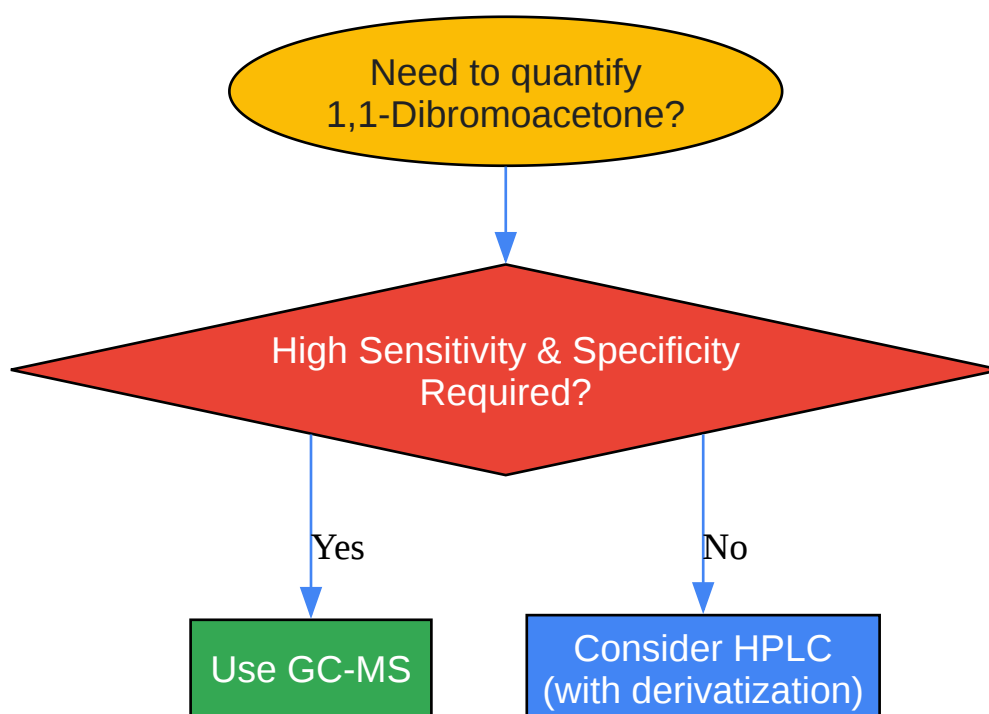 Need to quantify
1,1-Dibromoacetone?
High Sensitivity & Specificity
Required?
Yes
No
Use GC-MS
Consider HPLC
(with derivatization)